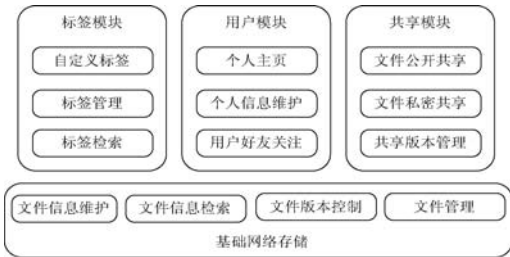 标签模块 用户模块 共享模块
自定义标签 个人主页 文件公开共享
标签管理 个人信息维护 文件私密共享
标签检索 用户好友关注 共享版本管理
文件信息维护 文件信息检索 文件版本控制 文件管理
基础网络存储